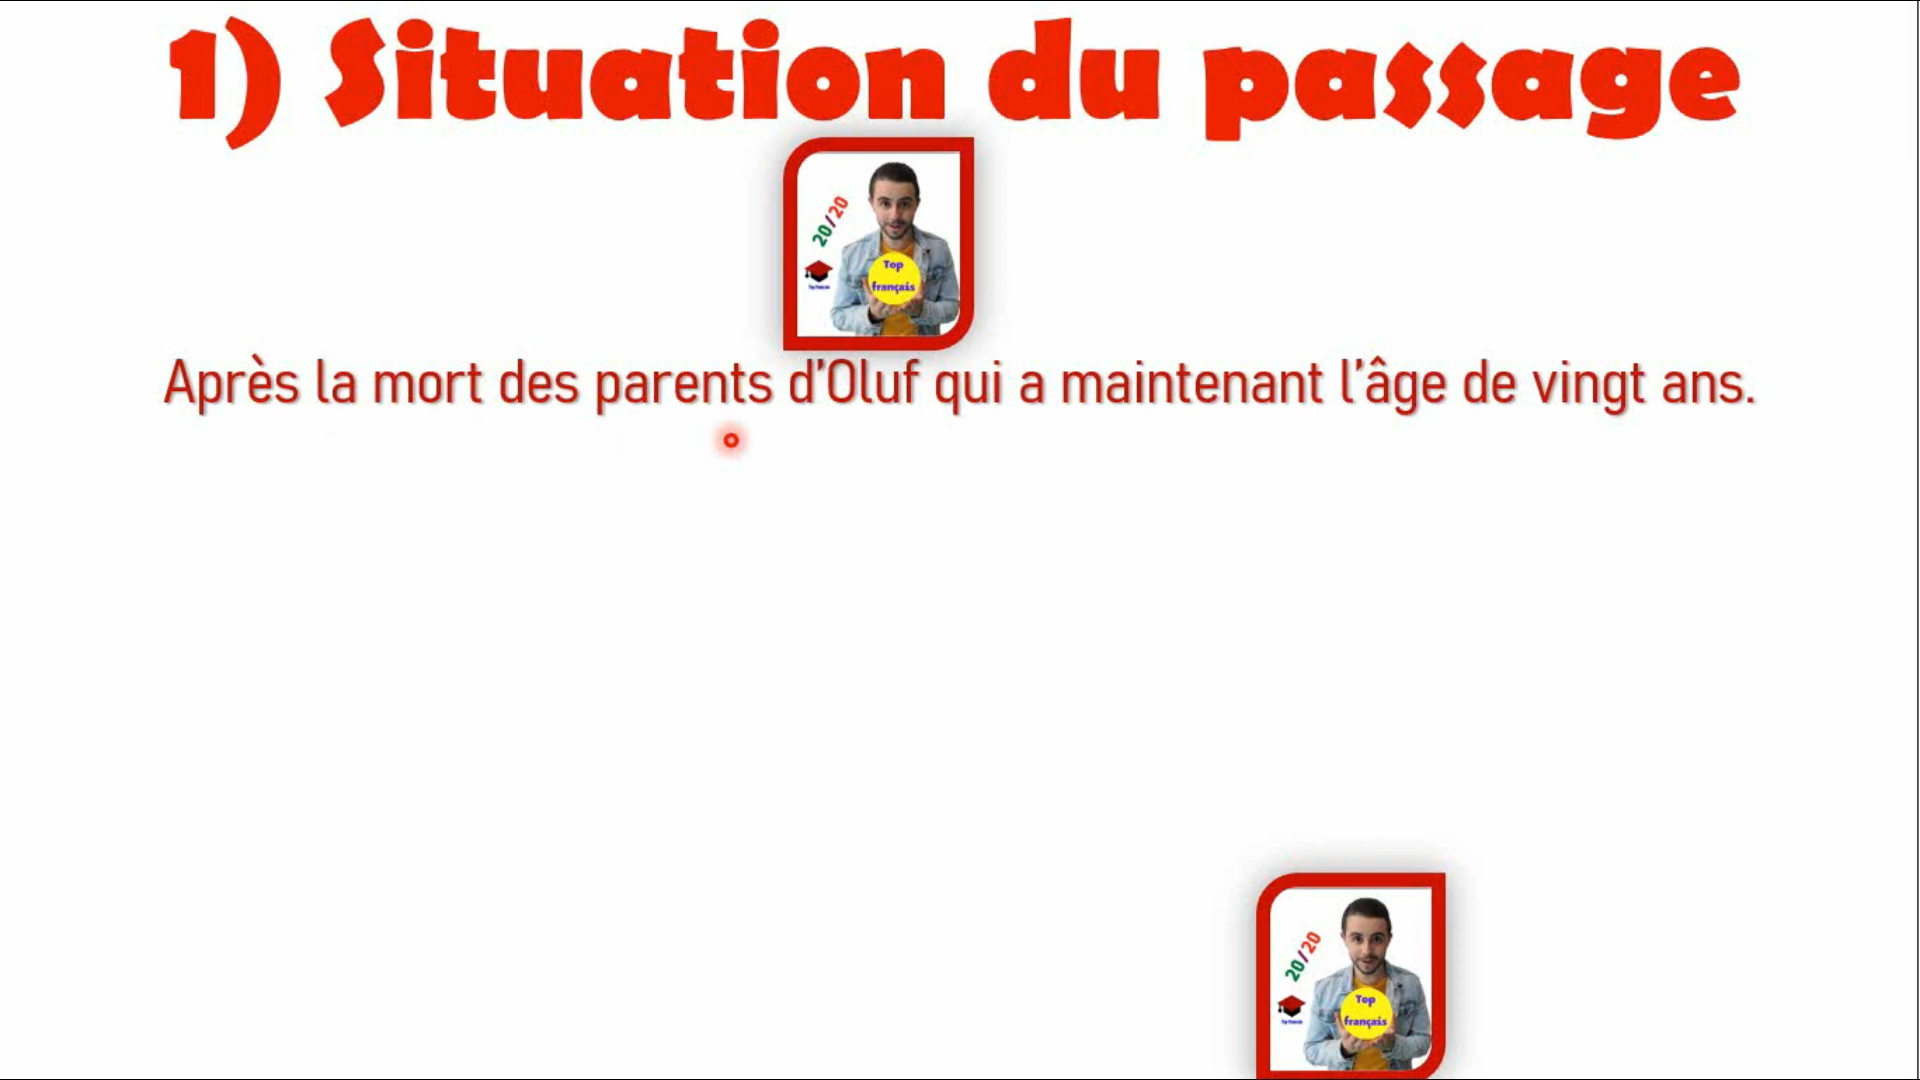 1) Situation du passage
20/20
Top
français
Après la mort des parents d'Oluf qui a maintenant l'âge de vingt ans.
20/20
Top
français